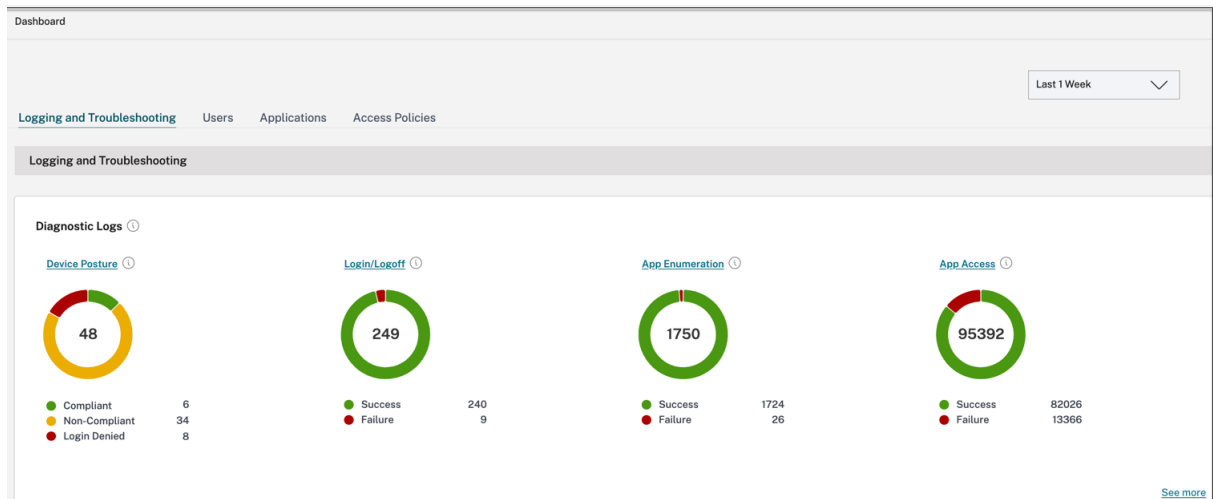 Dashboard
Last 1 Week
Logging and Troubleshooting Users Applications Access Policies
Logging and Troubleshooting
Diagnostic Logs
Device Posture Login/Logoff App Enumeration App Access
48 249 1750 95392
Compliant 6 Success 240 Success 1724 Success 82026
Non-Compliant 34 Failure 9 Failure 26 Failure 13366
Login Denied 8
See more